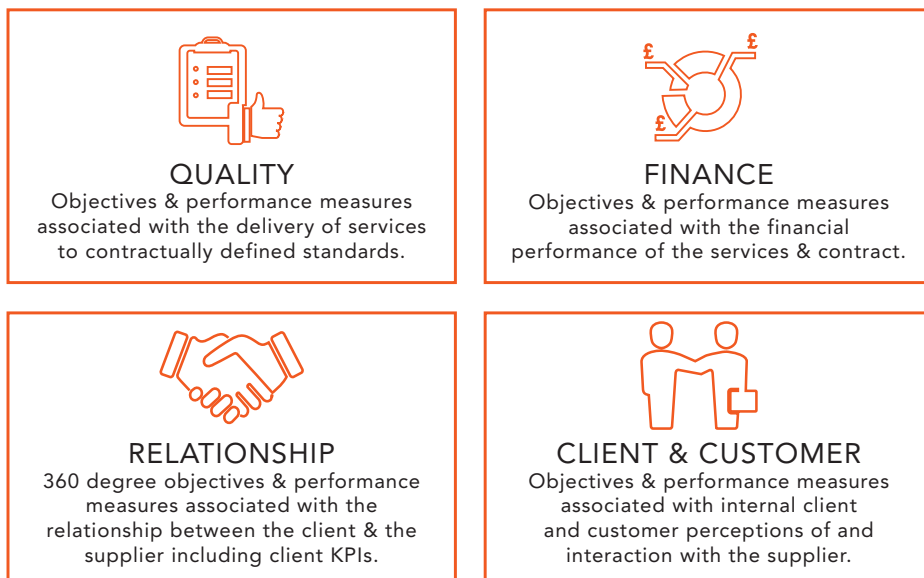 £
£
£
QUALITY
Objectives & performance measures
associated with the delivery of services
to contractually defined standards.
FINANCE
Objectives & performance measures
associated with the financial
performance of the services & contract.
RELATIONSHIP
360 degree objectives & performance
measures associated with the
relationship between the client & the
supplier including client KPIs.
CLIENT & CUSTOMER
Objectives & performance measures
associated with internal client
and customer perceptions of and
interaction with the supplier.